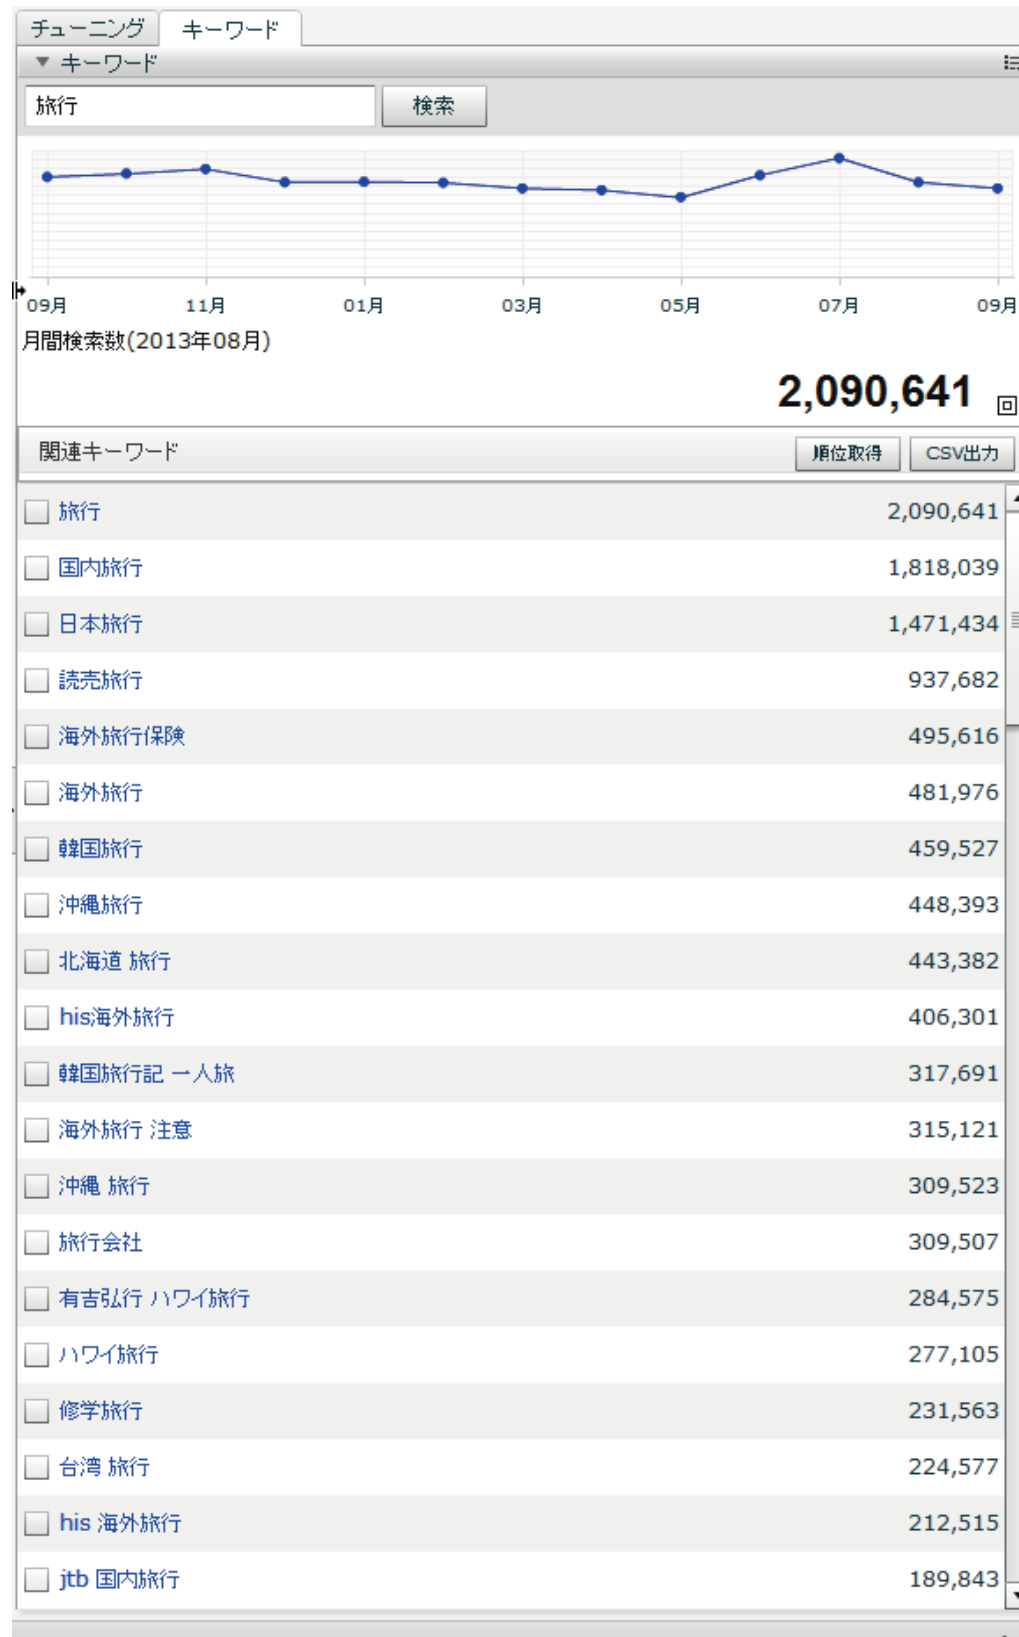 チューニング キーワード
▼ キーワード
旅行 検索
09月 11月 01月 03月 05月 07月 09月
月間検索数(2013年08月)
2,090,641 回
関連キーワード 順位取得 CSV出力
旅行 2,090,641
国内旅行 1,818,039
日本旅行 1,471,434
読売旅行 937,682
海外旅行保険 495,616
海外旅行 481,976
韓国旅行 459,527
沖縄旅行 448,393
北海道 旅行 443,382
his海外旅行 406,301
韓国旅行記 一人旅 317,691
海外旅行 注意 315,121
沖縄 旅行 309,523
旅行会社 309,507
有吉弘行 ハワイ旅行 284,575
ハワイ旅行 277,105
修学旅行 231,563
台湾 旅行 224,577
his 海外旅行 212,515
jtb 国内旅行 189,843